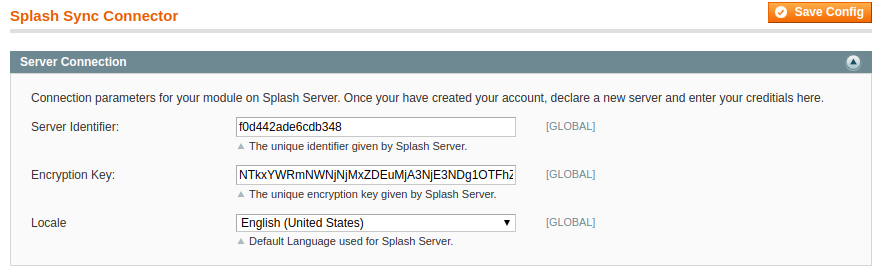 Splash Sync Connector
Save Config
Server Connection
Connection parameters for your module on Splash Server. Once your have created your account, declare a new server and enter your creditials here.
Server Identifier: f0d442ade6cdb348 [GLOBAL]
The unique identifier given by Splash Server.
Encryption Key: NTkxYWRmNWNjNjMxZDEuMjA3NjE3NDg1OTFhZ [GLOBAL]
The unique encryption key given by Splash Server.
Locale English (United States) [GLOBAL]
Default Language used for Splash Server.